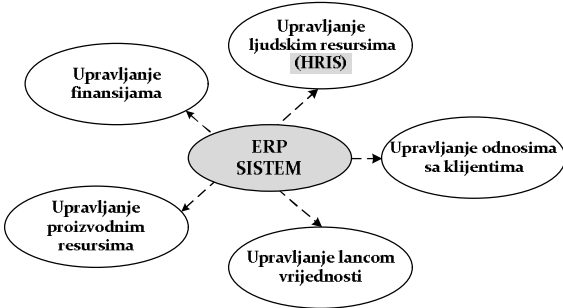 Upravljanje
ljudskim resursima
(HRIS)
Upravljanje
finansijama
ERP
SISTEM
Upravljanje odnosima
sa klijentima
Upravljanje
proizvodnim
resursima
Upravljanje lancom
vrijednosti